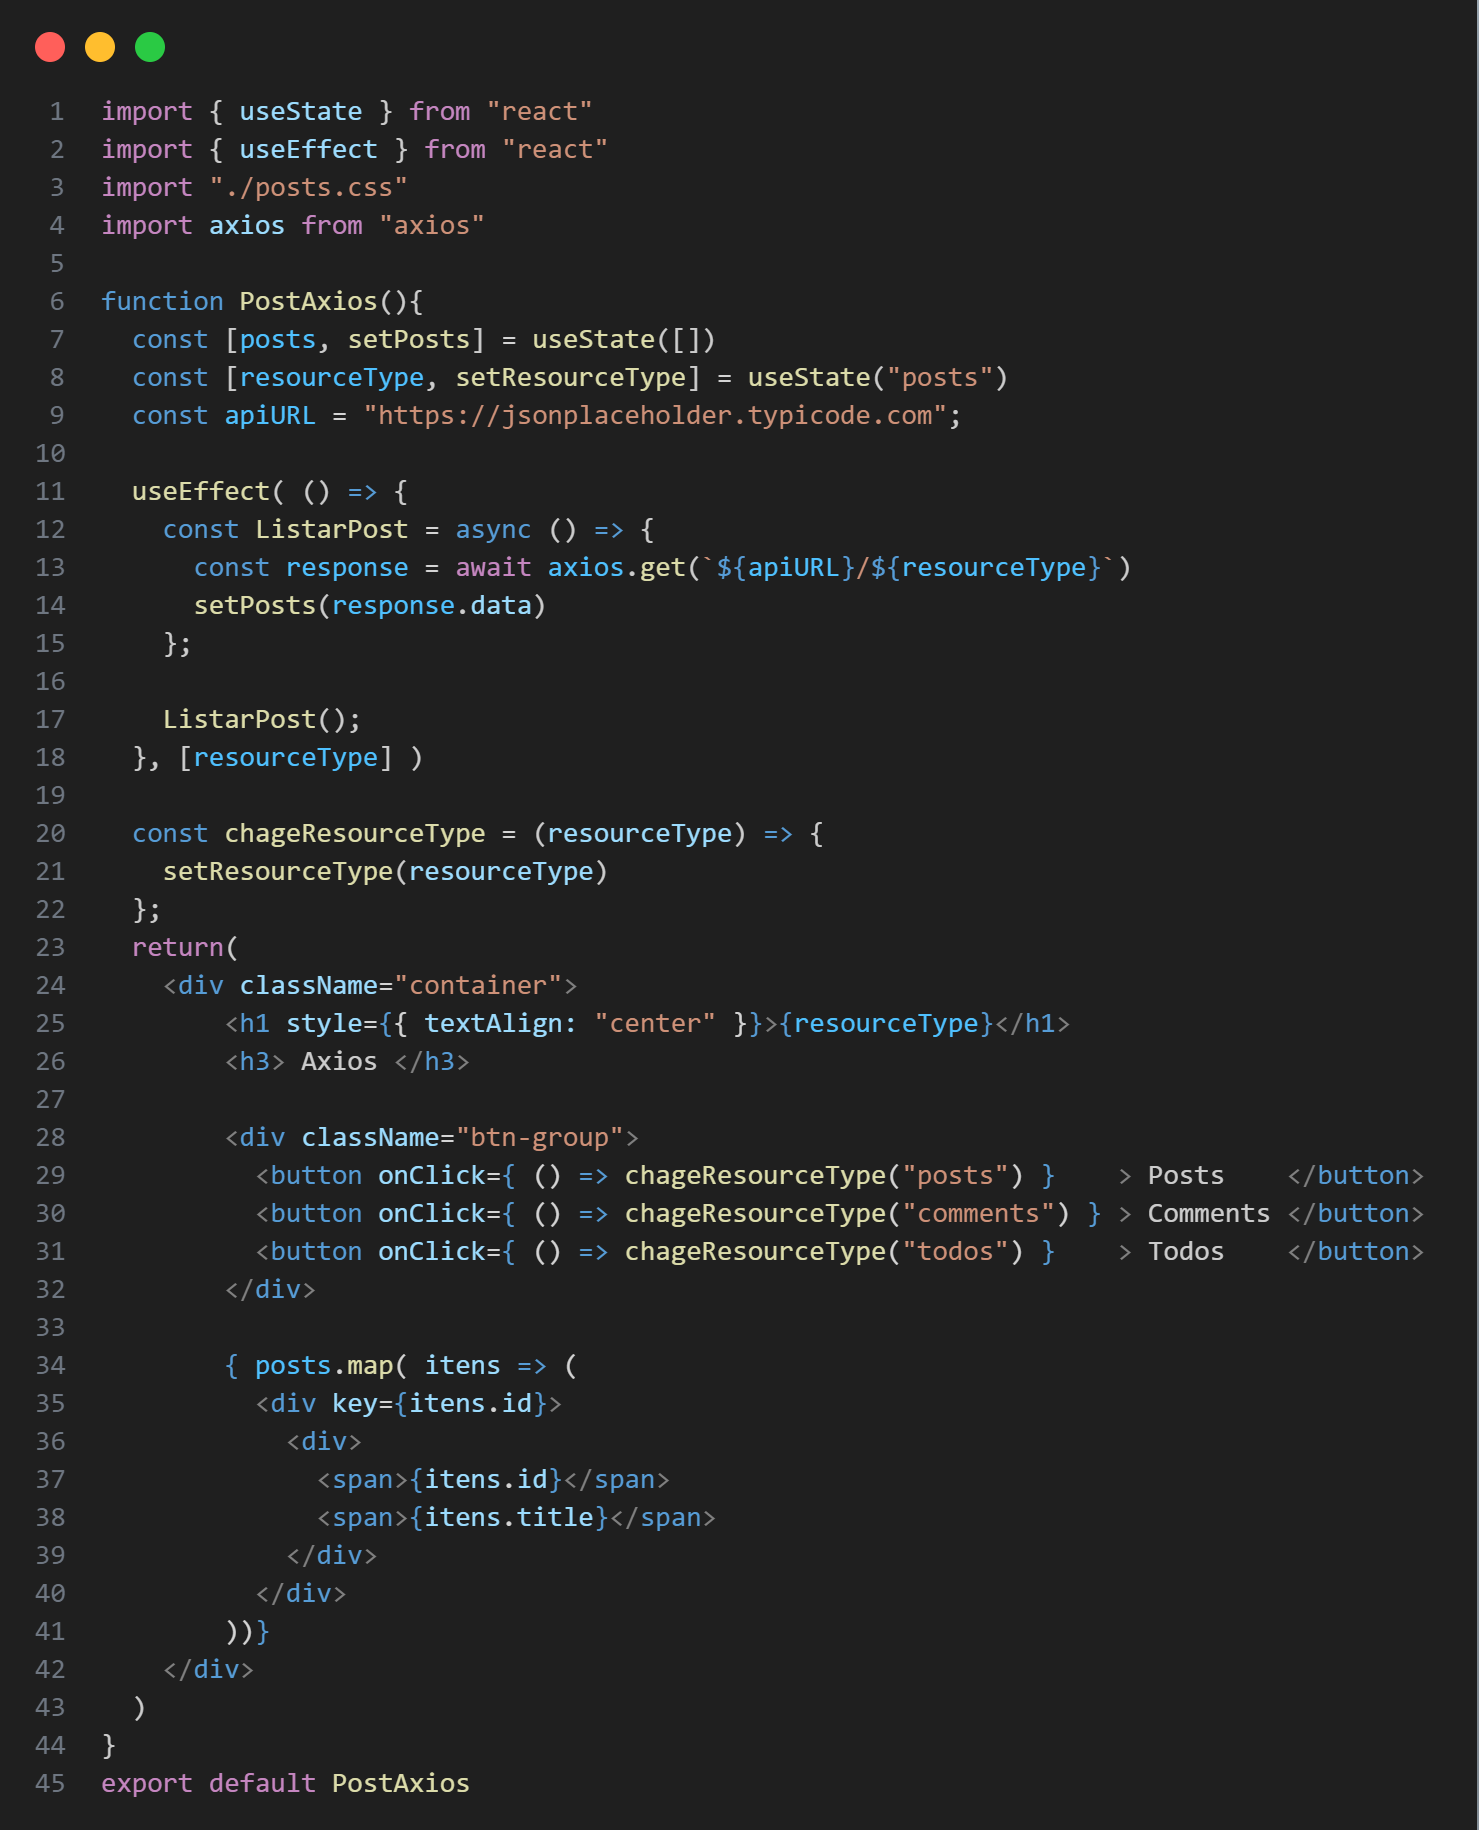 1 import { useState } from "react"
2 import { useEffect } from "react"
3 import "./posts.css"
4 import axios from "axios"
5
6 function PostAxios(){
7   const [posts, setPosts] = useState([])
8   const [resourceType, setResourceType] = useState("posts")
9   const apiURL = "https://jsonplaceholder.typicode.com";
10
11   useEffect( () => {
12     const ListarPost = async () => {
13       const response = await axios.get(`${apiURL}/${resourceType}`)
14       setPosts(response.data)
15     };
16
17     ListarPost();
18   }, [resourceType] )
19
20   const chageResourceType = (resourceType) => {
21     setResourceType(resourceType)
22   };
23   return(
24     <div className="container">
25         <h1 style={{ textAlign: "center" }}>{resourceType}</h1>
26         <h3> Axios </h3>
27
28         <div className="btn-group">
29           <button onClick={ () => chageResourceType("posts") }    > Posts    </button>
30           <button onClick={ () => chageResourceType("comments") } > Comments </button>
31           <button onClick={ () => chageResourceType("todos") }    > Todos    </button>
32         </div>
33
34         { posts.map( itens => (
35           <div key={itens.id}>
36             <div>
37               <span>{itens.id}</span>
38               <span>{itens.title}</span>
39             </div>
40           </div>
41         ))}
42     </div>
43   )
44 }
45 export default PostAxios